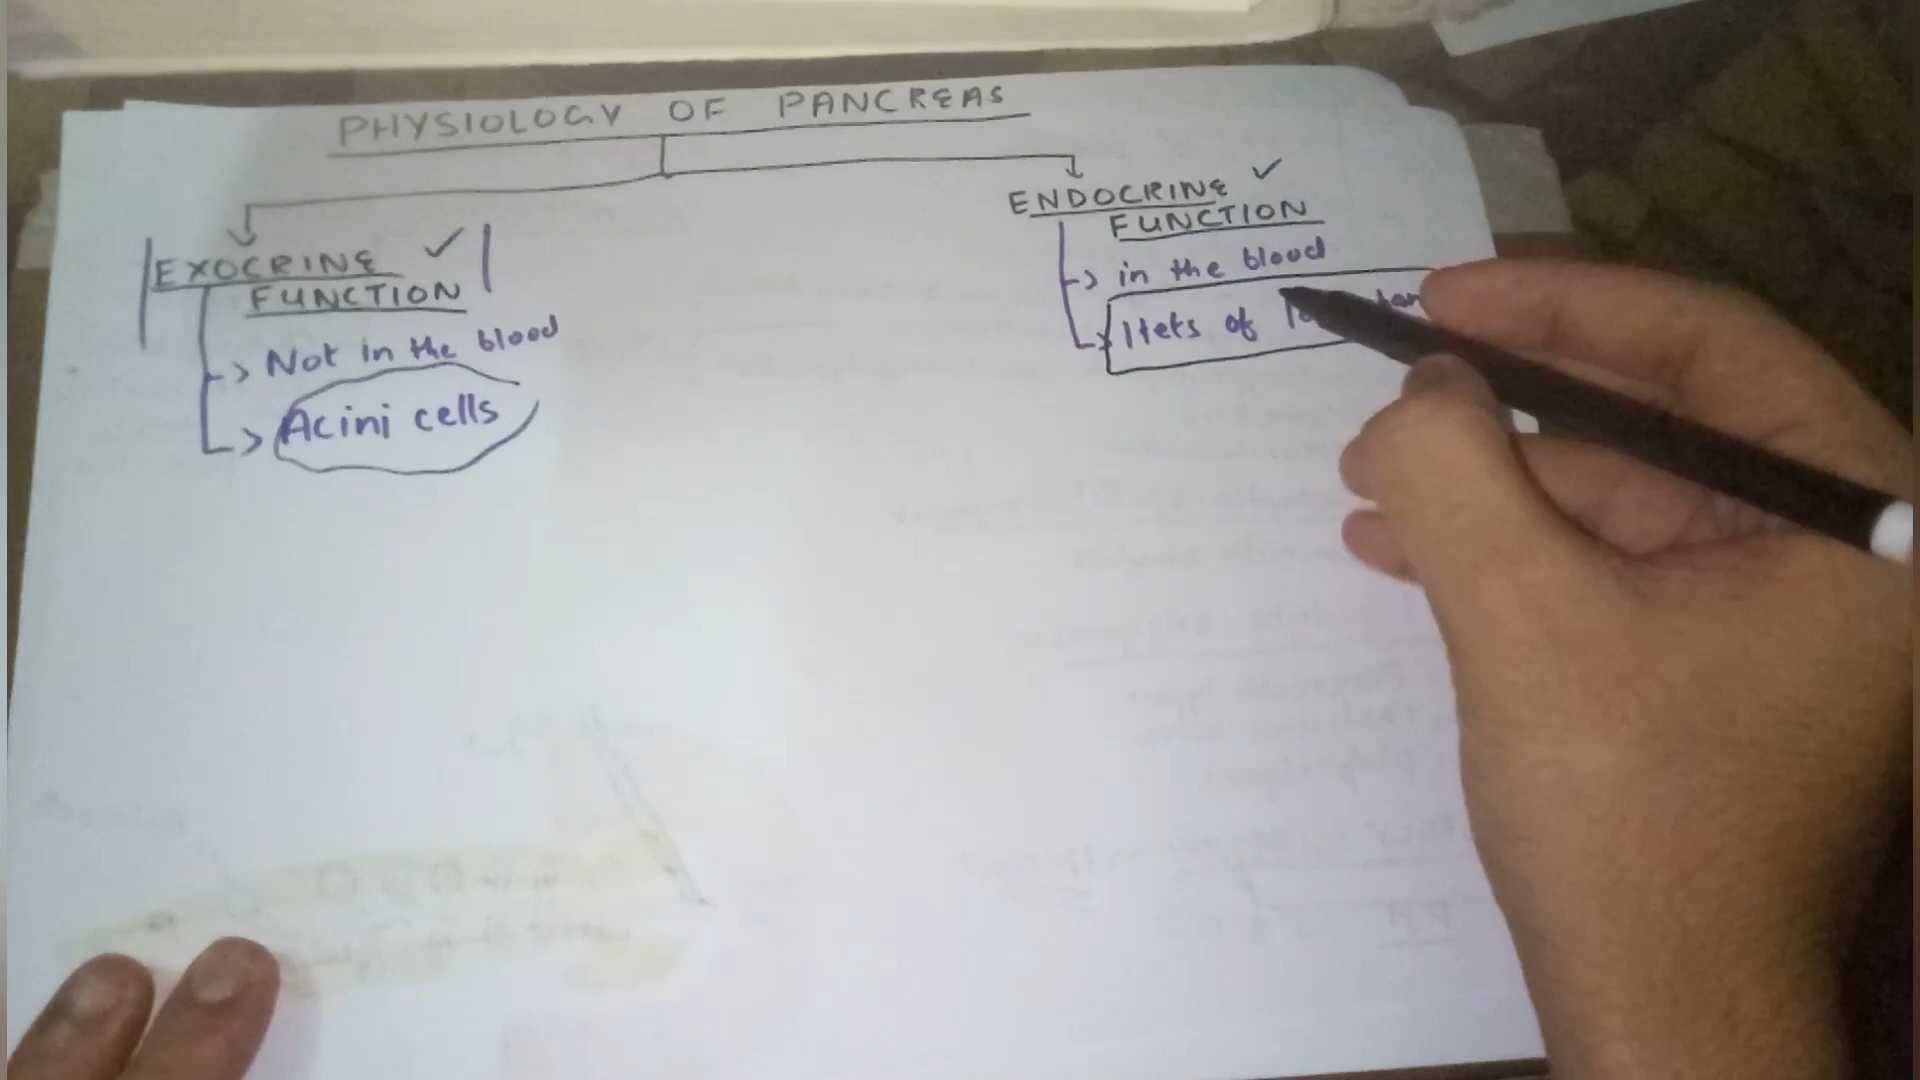 PHYSIOLOGY OF PANCREAS
EXOCRINE
FUNCTION
Not in the blood
Acini cells
ENDOCRINE
FUNCTION
in the blood
Itets of